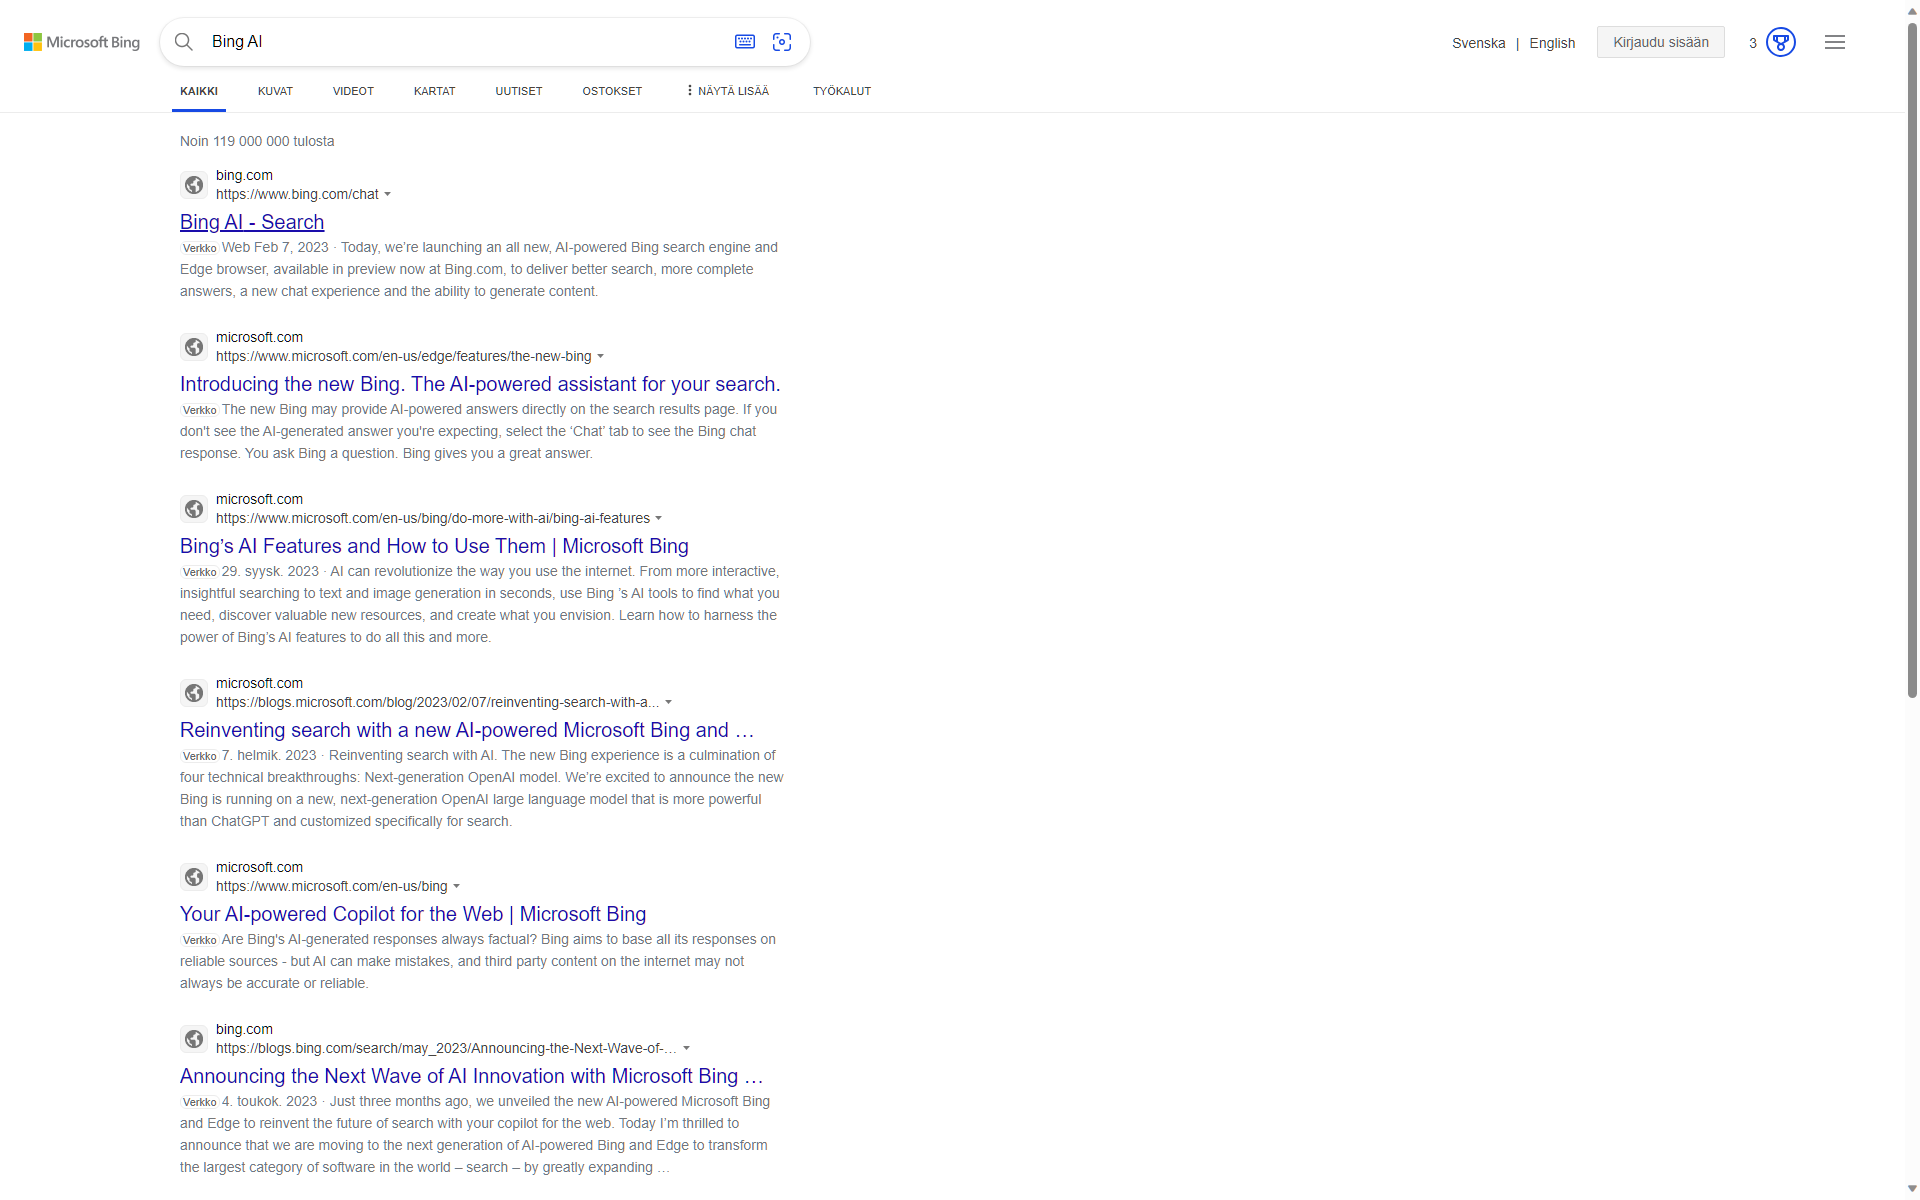 Microsoft Bing
Bing AI
Svenska | English
Kirjaudu sisään
3
KAIKKI
KUVAT
VIDEOT
KARTAT
UUTISET
OSTOKSET
NÄYTÄ LISÄÄ
TYÖKALUT
Noin 119 000 000 tulosta
bing.com
https://www.bing.com/chat
Bing AI - Search
Verkko Web Feb 7, 2023 · Today, we’re launching an all new, AI-powered Bing search engine and
Edge browser, available in preview now at Bing.com, to deliver better search, more complete
answers, a new chat experience and the ability to generate content.
microsoft.com
https://www.microsoft.com/en-us/edge/features/the-new-bing
Introducing the new Bing. The AI-powered assistant for your search.
Verkko The new Bing may provide AI-powered answers directly on the search results page. If you
don't see the AI-generated answer you're expecting, select the ‘Chat’ tab to see the Bing chat
response. You ask Bing a question. Bing gives you a great answer.
microsoft.com
https://www.microsoft.com/en-us/bing/do-more-with-ai/bing-ai-features
Bing’s AI Features and How to Use Them | Microsoft Bing
Verkko 29. syysk. 2023 · AI can revolutionize the way you use the internet. From more interactive,
insightful searching to text and image generation in seconds, use Bing ’s AI tools to find what you
need, discover valuable new resources, and create what you envision. Learn how to harness the
power of Bing’s AI features to do all this and more.
microsoft.com
https://blogs.microsoft.com/blog/2023/02/07/reinventing-search-with-a...
Reinventing search with a new AI-powered Microsoft Bing and …
Verkko 7. helmik. 2023 · Reinventing search with AI. The new Bing experience is a culmination of
four technical breakthroughs: Next-generation OpenAI model. We’re excited to announce the new
Bing is running on a new, next-generation OpenAI large language model that is more powerful
than ChatGPT and customized specifically for search.
microsoft.com
https://www.microsoft.com/en-us/bing
Your AI-powered Copilot for the Web | Microsoft Bing
Verkko Are Bing's AI-generated responses always factual? Bing aims to base all its responses on
reliable sources - but AI can make mistakes, and third party content on the internet may not
always be accurate or reliable.
bing.com
https://blogs.bing.com/search/may_2023/Announcing-the-Next-Wave-of-…
Announcing the Next Wave of AI Innovation with Microsoft Bing …
Verkko 4. toukok. 2023 · Just three months ago, we unveiled the new AI-powered Microsoft Bing
and Edge to reinvent the future of search with your copilot for the web. Today I’m thrilled to
announce that we are moving to the next generation of AI-powered Bing and Edge to transform
the largest category of software in the world – search – by greatly expanding …